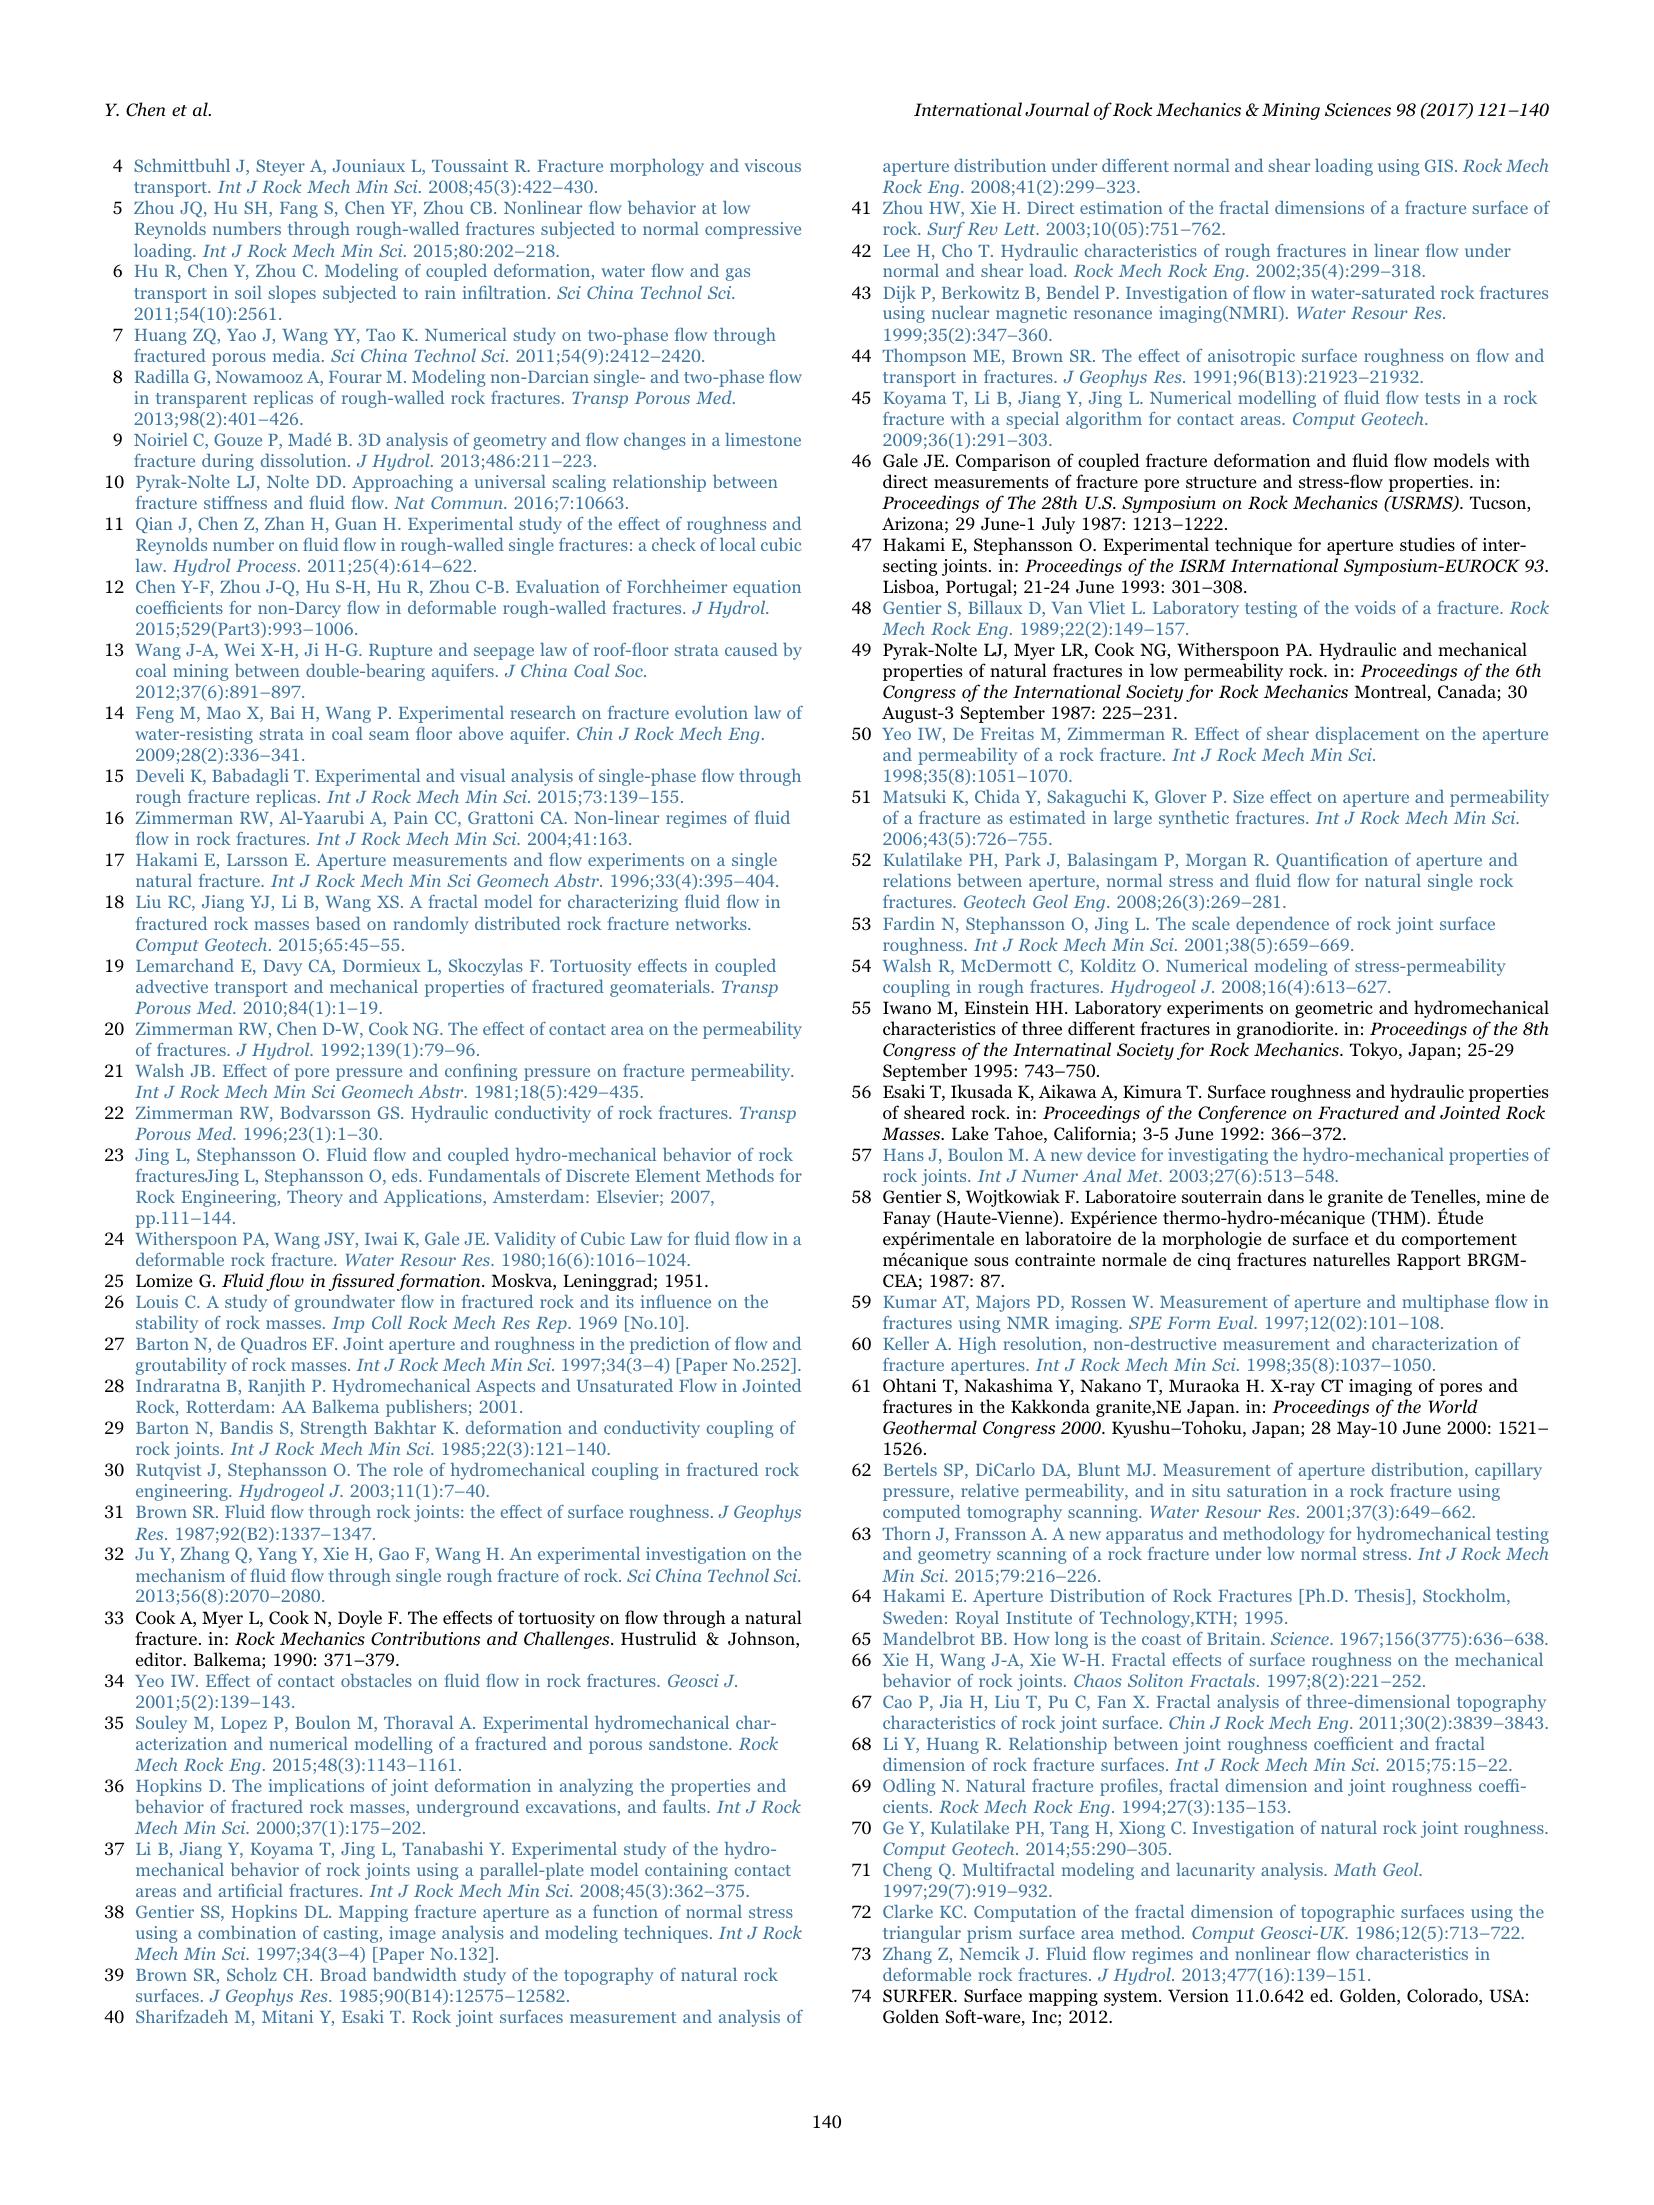 Y. Chen et al.
International Journal of Rock Mechanics & Mining Sciences 98 (2017) 121–140
4 Schmittbuhl J, Steyer A, Jouniaux L, Toussaint R. Fracture morphology and viscous
transport. Int J Rock Mech Min Sci. 2008;45(3):422–430.
5 Zhou JQ, Hu SH, Fang S, Chen YF, Zhou CB. Nonlinear flow behavior at low
Reynolds numbers through rough-walled fractures subjected to normal compressive
loading. Int J Rock Mech Min Sci. 2015;80:202–218.
6 Hu R, Chen Y, Zhou C. Modeling of coupled deformation, water flow and gas
transport in soil slopes subjected to rain infiltration. Sci China Technol Sci.
2011;54(10):2561.
7 Huang ZQ, Yao J, Wang YY, Tao K. Numerical study on two-phase flow through
fractured porous media. Sci China Technol Sci. 2011;54(9):2412–2420.
8 Radilla G, Nowamooz A, Fourar M. Modeling non-Darcian single- and two-phase flow
in transparent replicas of rough-walled rock fractures. Transp Porous Med.
2013;98(2):401–426.
9 Noiriel C, Gouze P, Madé B. 3D analysis of geometry and flow changes in a limestone
fracture during dissolution. J Hydrol. 2013;486:211–223.
10 Pyrak-Nolte LJ, Nolte DD. Approaching a universal scaling relationship between
fracture stiffness and fluid flow. Nat Commun. 2016;7:10663.
11 Qian J, Chen Z, Zhan H, Guan H. Experimental study of the effect of roughness and
Reynolds number on fluid flow in rough-walled single fractures: a check of local cubic
law. Hydrol Process. 2011;25(4):614–622.
12 Chen Y-F, Zhou J-Q, Hu S-H, Hu R, Zhou C-B. Evaluation of Forchheimer equation
coefficients for non-Darcy flow in deformable rough-walled fractures. J Hydrol.
2015;529(Part3):993–1006.
13 Wang J-A, Wei X-H, Ji H-G. Rupture and seepage law of roof-floor strata caused by
coal mining between double-bearing aquifers. J China Coal Soc.
2012;37(6):891–897.
14 Feng M, Mao X, Bai H, Wang P. Experimental research on fracture evolution law of
water-resisting strata in coal seam floor above aquifer. Chin J Rock Mech Eng.
2009;28(2):336–341.
15 Develi K, Babadagli T. Experimental and visual analysis of single-phase flow through
rough fracture replicas. Int J Rock Mech Min Sci. 2015;73:139–155.
16 Zimmerman RW, Al-Yaarubi A, Pain CC, Grattoni CA. Non-linear regimes of fluid
flow in rock fractures. Int J Rock Mech Min Sci. 2004;41:163.
17 Hakami E, Larsson E. Aperture measurements and flow experiments on a single
natural fracture. Int J Rock Mech Min Sci Geomech Abstr. 1996;33(4):395–404.
18 Liu RC, Jiang YJ, Li B, Wang XS. A fractal model for characterizing fluid flow in
fractured rock masses based on randomly distributed rock fracture networks.
Comput Geotech. 2015;65:45–55.
19 Lemarchand E, Davy CA, Dormieux L, Skoczylas F. Tortuosity effects in coupled
advective transport and mechanical properties of fractured geomaterials. Transp
Porous Med. 2010;84(1):1–19.
20 Zimmerman RW, Chen D-W, Cook NG. The effect of contact area on the permeability
of fractures. J Hydrol. 1992;139(1):79–96.
21 Walsh JB. Effect of pore pressure and confining pressure on fracture permeability.
Int J Rock Mech Min Sci Geomech Abstr. 1981;18(5):429–435.
22 Zimmerman RW, Bodvarsson GS. Hydraulic conductivity of rock fractures. Transp
Porous Med. 1996;23(1):1–30.
23 Jing L, Stephansson O. Fluid flow and coupled hydro-mechanical behavior of rock
fracturesJing L, Stephansson O, eds. Fundamentals of Discrete Element Methods for
Rock Engineering, Theory and Applications, Amsterdam: Elsevier; 2007,
pp.111–144.
24 Witherspoon PA, Wang JSY, Iwai K, Gale JE. Validity of Cubic Law for fluid flow in a
deformable rock fracture. Water Resour Res. 1980;16(6):1016–1024.
25 Lomize G. Fluid flow in fissured formation. Moskva, Leninggrad; 1951.
26 Louis C. A study of groundwater flow in fractured rock and its influence on the
stability of rock masses. Imp Coll Rock Mech Res Rep. 1969 [No.10].
27 Barton N, de Quadros EF. Joint aperture and roughness in the prediction of flow and
groutability of rock masses. Int J Rock Mech Min Sci. 1997;34(3–4) [Paper No.252].
28 Indraratna B, Ranjith P. Hydromechanical Aspects and Unsaturated Flow in Jointed
Rock, Rotterdam: AA Balkema publishers; 2001.
29 Barton N, Bandis S, Strength Bakhtar K. deformation and conductivity coupling of
rock joints. Int J Rock Mech Min Sci. 1985;22(3):121–140.
30 Rutqvist J, Stephansson O. The role of hydromechanical coupling in fractured rock
engineering. Hydrogeol J. 2003;11(1):7–40.
31 Brown SR. Fluid flow through rock joints: the effect of surface roughness. J Geophys
Res. 1987;92(B2):1337–1347.
32 Ju Y, Zhang Q, Yang Y, Xie H, Gao F, Wang H. An experimental investigation on the
mechanism of fluid flow through single rough fracture of rock. Sci China Technol Sci.
2013;56(8):2070–2080.
33 Cook A, Myer L, Cook N, Doyle F. The effects of tortuosity on flow through a natural
fracture. in: Rock Mechanics Contributions and Challenges. Hustrulid & Johnson,
editor. Balkema; 1990: 371–379.
34 Yeo IW. Effect of contact obstacles on fluid flow in rock fractures. Geosci J.
2001;5(2):139–143.
35 Souley M, Lopez P, Boulon M, Thoraval A. Experimental hydromechanical char-
acterization and numerical modelling of a fractured and porous sandstone. Rock
Mech Rock Eng. 2015;48(3):1143–1161.
36 Hopkins D. The implications of joint deformation in analyzing the properties and
behavior of fractured rock masses, underground excavations, and faults. Int J Rock
Mech Min Sci. 2000;37(1):175–202.
37 Li B, Jiang Y, Koyama T, Jing L, Tanabashi Y. Experimental study of the hydro-
mechanical behavior of rock joints using a parallel-plate model containing contact
areas and artificial fractures. Int J Rock Mech Min Sci. 2008;45(3):362–375.
38 Gentier SS, Hopkins DL. Mapping fracture aperture as a function of normal stress
using a combination of casting, image analysis and modeling techniques. Int J Rock
Mech Min Sci. 1997;34(3–4) [Paper No.132].
39 Brown SR, Scholz CH. Broad bandwidth study of the topography of natural rock
surfaces. J Geophys Res. 1985;90(B14):12575–12582.
40 Sharifzadeh M, Mitani Y, Esaki T. Rock joint surfaces measurement and analysis of
aperture distribution under different normal and shear loading using GIS. Rock Mech
Rock Eng. 2008;41(2):299–323.
41 Zhou HW, Xie H. Direct estimation of the fractal dimensions of a fracture surface of
rock. Surf Rev Lett. 2003;10(05):751–762.
42 Lee H, Cho T. Hydraulic characteristics of rough fractures in linear flow under
normal and shear load. Rock Mech Rock Eng. 2002;35(4):299–318.
43 Dijk P, Berkowitz B, Bendel P. Investigation of flow in water-saturated rock fractures
using nuclear magnetic resonance imaging(NMRI). Water Resour Res.
1999;35(2):347–360.
44 Thompson ME, Brown SR. The effect of anisotropic surface roughness on flow and
transport in fractures. J Geophys Res. 1991;96(B13):21923–21932.
45 Koyama T, Li B, Jiang Y, Jing L. Numerical modelling of fluid flow tests in a rock
fracture with a special algorithm for contact areas. Comput Geotech.
2009;36(1):291–303.
46 Gale JE. Comparison of coupled fracture deformation and fluid flow models with
direct measurements of fracture pore structure and stress-flow properties. in:
Proceedings of The 28th U.S. Symposium on Rock Mechanics (USRMS). Tucson,
Arizona; 29 June-1 July 1987: 1213–1222.
47 Hakami E, Stephansson O. Experimental technique for aperture studies of inter-
secting joints. in: Proceedings of the ISRM International Symposium-EUROCK 93.
Lisboa, Portugal; 21-24 June 1993: 301–308.
48 Gentier S, Billaux D, Van Vliet L. Laboratory testing of the voids of a fracture. Rock
Mech Rock Eng. 1989;22(2):149–157.
49 Pyrak-Nolte LJ, Myer LR, Cook NG, Witherspoon PA. Hydraulic and mechanical
properties of natural fractures in low permeability rock. in: Proceedings of the 6th
Congress of the International Society for Rock Mechanics Montreal, Canada; 30
August-3 September 1987: 225–231.
50 Yeo IW, De Freitas M, Zimmerman R. Effect of shear displacement on the aperture
and permeability of a rock fracture. Int J Rock Mech Min Sci.
1998;35(8):1051–1070.
51 Matsuki K, Chida Y, Sakaguchi K, Glover P. Size effect on aperture and permeability
of a fracture as estimated in large synthetic fractures. Int J Rock Mech Min Sci.
2006;43(5):726–755.
52 Kulatilake PH, Park J, Balasingam P, Morgan R. Quantification of aperture and
relations between aperture, normal stress and fluid flow for natural single rock
fractures. Geotech Geol Eng. 2008;26(3):269–281.
53 Fardin N, Stephansson O, Jing L. The scale dependence of rock joint surface
roughness. Int J Rock Mech Min Sci. 2001;38(5):659–669.
54 Walsh R, McDermott C, Kolditz O. Numerical modeling of stress-permeability
coupling in rough fractures. Hydrogeol J. 2008;16(4):613–627.
55 Iwano M, Einstein HH. Laboratory experiments on geometric and hydromechanical
characteristics of three different fractures in granodiorite. in: Proceedings of the 8th
Congress of the Internatinal Society for Rock Mechanics. Tokyo, Japan; 25-29
September 1995: 743–750.
56 Esaki T, Ikusada K, Aikawa A, Kimura T. Surface roughness and hydraulic properties
of sheared rock. in: Proceedings of the Conference on Fractured and Jointed Rock
Masses. Lake Tahoe, California; 3-5 June 1992: 366–372.
57 Hans J, Boulon M. A new device for investigating the hydro-mechanical properties of
rock joints. Int J Numer Anal Met. 2003;27(6):513–548.
58 Gentier S, Wojtkowiak F. Laboratoire souterrain dans le granite de Tenelles, mine de
Fanay (Haute-Vienne). Expérience thermo-hydro-mécanique (THM). Étude
expérimentale en laboratoire de la morphologie de surface et du comportement
mécanique sous contrainte normale de cinq fractures naturelles Rapport BRGM-
CEA; 1987: 87.
59 Kumar AT, Majors PD, Rossen W. Measurement of aperture and multiphase flow in
fractures using NMR imaging. SPE Form Eval. 1997;12(02):101–108.
60 Keller A. High resolution, non-destructive measurement and characterization of
fracture apertures. Int J Rock Mech Min Sci. 1998;35(8):1037–1050.
61 Ohtani T, Nakashima Y, Nakano T, Muraoka H. X-ray CT imaging of pores and
fractures in the Kakkonda granite,NE Japan. in: Proceedings of the World
Geothermal Congress 2000. Kyushu–Tohoku, Japan; 28 May-10 June 2000: 1521–
1526.
62 Bertels SP, DiCarlo DA, Blunt MJ. Measurement of aperture distribution, capillary
pressure, relative permeability, and in situ saturation in a rock fracture using
computed tomography scanning. Water Resour Res. 2001;37(3):649–662.
63 Thorn J, Fransson A. A new apparatus and methodology for hydromechanical testing
and geometry scanning of a rock fracture under low normal stress. Int J Rock Mech
Min Sci. 2015;79:216–226.
64 Hakami E. Aperture Distribution of Rock Fractures [Ph.D. Thesis], Stockholm,
Sweden: Royal Institute of Technology,KTH; 1995.
65 Mandelbrot BB. How long is the coast of Britain. Science. 1967;156(3775):636–638.
66 Xie H, Wang J-A, Xie W-H. Fractal effects of surface roughness on the mechanical
behavior of rock joints. Chaos Soliton Fractals. 1997;8(2):221–252.
67 Cao P, Jia H, Liu T, Pu C, Fan X. Fractal analysis of three-dimensional topography
characteristics of rock joint surface. Chin J Rock Mech Eng. 2011;30(2):3839–3843.
68 Li Y, Huang R. Relationship between joint roughness coefficient and fractal
dimension of rock fracture surfaces. Int J Rock Mech Min Sci. 2015;75:15–22.
69 Odling N. Natural fracture profiles, fractal dimension and joint roughness coeffi-
cients. Rock Mech Rock Eng. 1994;27(3):135–153.
70 Ge Y, Kulatilake PH, Tang H, Xiong C. Investigation of natural rock joint roughness.
Comput Geotech. 2014;55:290–305.
71 Cheng Q. Multifractal modeling and lacunarity analysis. Math Geol.
1997;29(7):919–932.
72 Clarke KC. Computation of the fractal dimension of topographic surfaces using the
triangular prism surface area method. Comput Geosci-UK. 1986;12(5):713–722.
73 Zhang Z, Nemcik J. Fluid flow regimes and nonlinear flow characteristics in
deformable rock fractures. J Hydrol. 2013;477(16):139–151.
74 SURFER. Surface mapping system. Version 11.0.642 ed. Golden, Colorado, USA:
Golden Soft-ware, Inc; 2012.
140